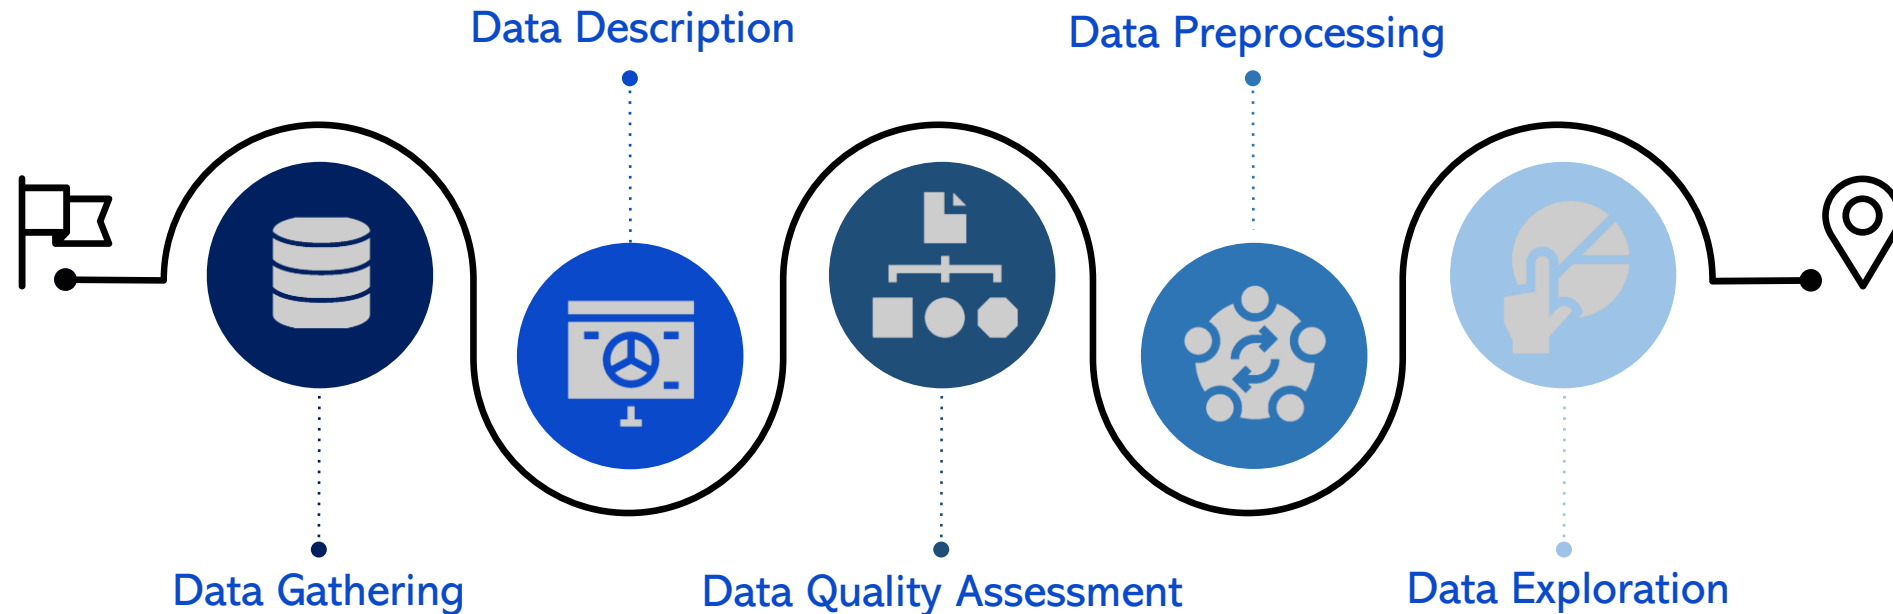 Data Description
Data Preprocessing
Data Gathering
Data Quality Assessment
Data Exploration